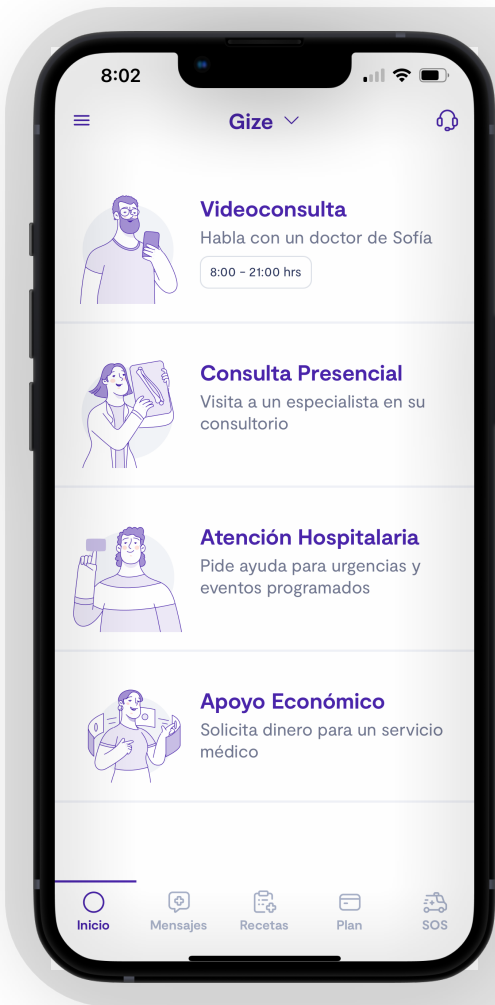 8:02
Gize
Videoconsulta
Habla con un doctor de Sofía
8:00 - 21:00 hrs
Consulta Presencial
Visita a un especialista en su
consultorio
Atención Hospitalaria
Pide ayuda para urgencias y
eventos programados
Apoyo Económico
Solicita dinero para un servicio
médico
Inicio
Mensajes
Recetas
Plan
SOS